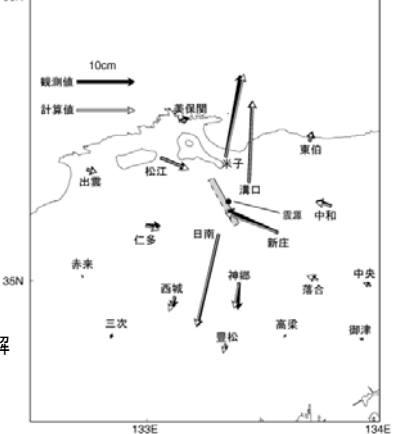 10cm
観測値
計算値
美保関
東伯
米子
松江
出雲
溝口
震源
中和
新庄
仁多
日南
赤来
西城
神郷
落合
中央
35N
三次
豊松
高梁
御津
解
133E
134E